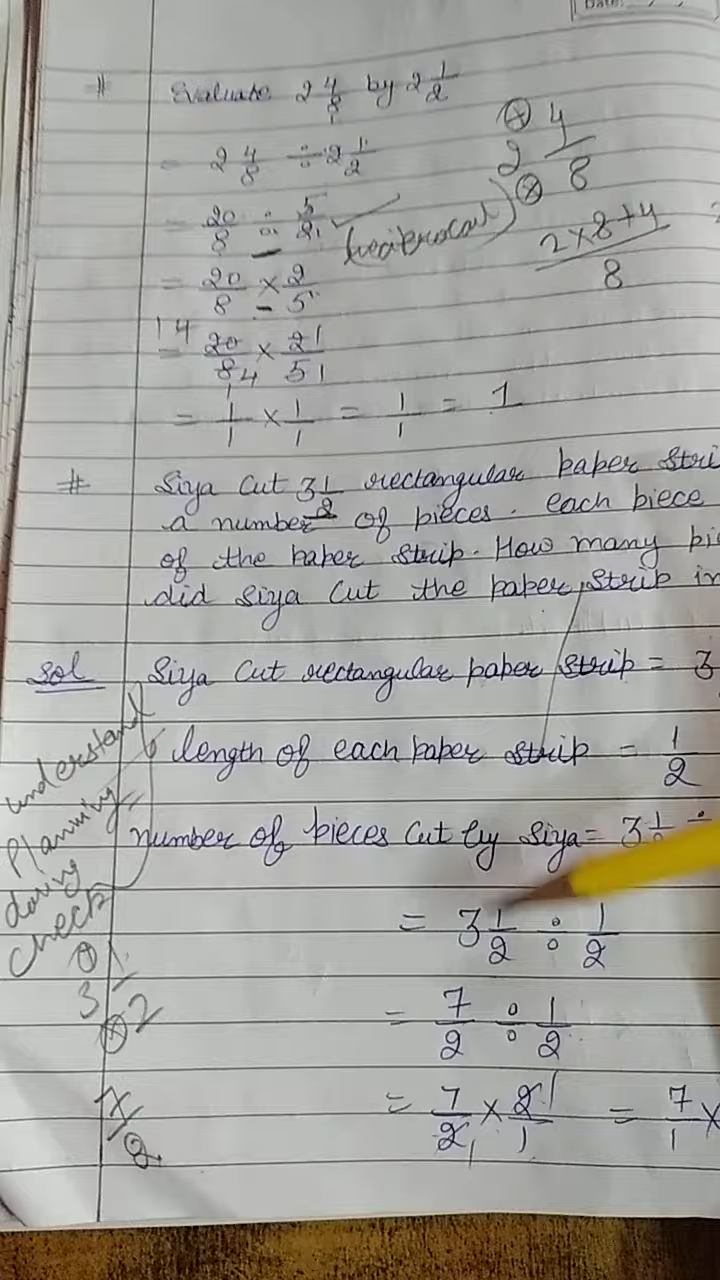 Date:
# Evaluate 2 4/8 by 2 1/2
= 2 4/8 ÷ 2 1/2
= 20/8 ÷ 5/2 (reciprocal)
= 20/8 × 2/5
= 20/8 × 2/5
= 1/1 × 1/1 = 1/1 = 1
2 4/8
2×8+4
8
# Siya Cut 3 1/2 rectangular paper stri
a number of pieces. each piece
of the paper strip. How many pi
did Siya Cut the paper strip in
Sol Siya Cut rectangular paper strip = 3
length of each paper strip = 1/2
number of pieces Cut by Siya = 3 1/2 ÷
= 3 1/2 ÷ 1/2
= 7/2 ÷ 1/2
= 7/2 × 2/1 = 7/1 ×
understand
Planning
doing
check
3 1/2
7/2